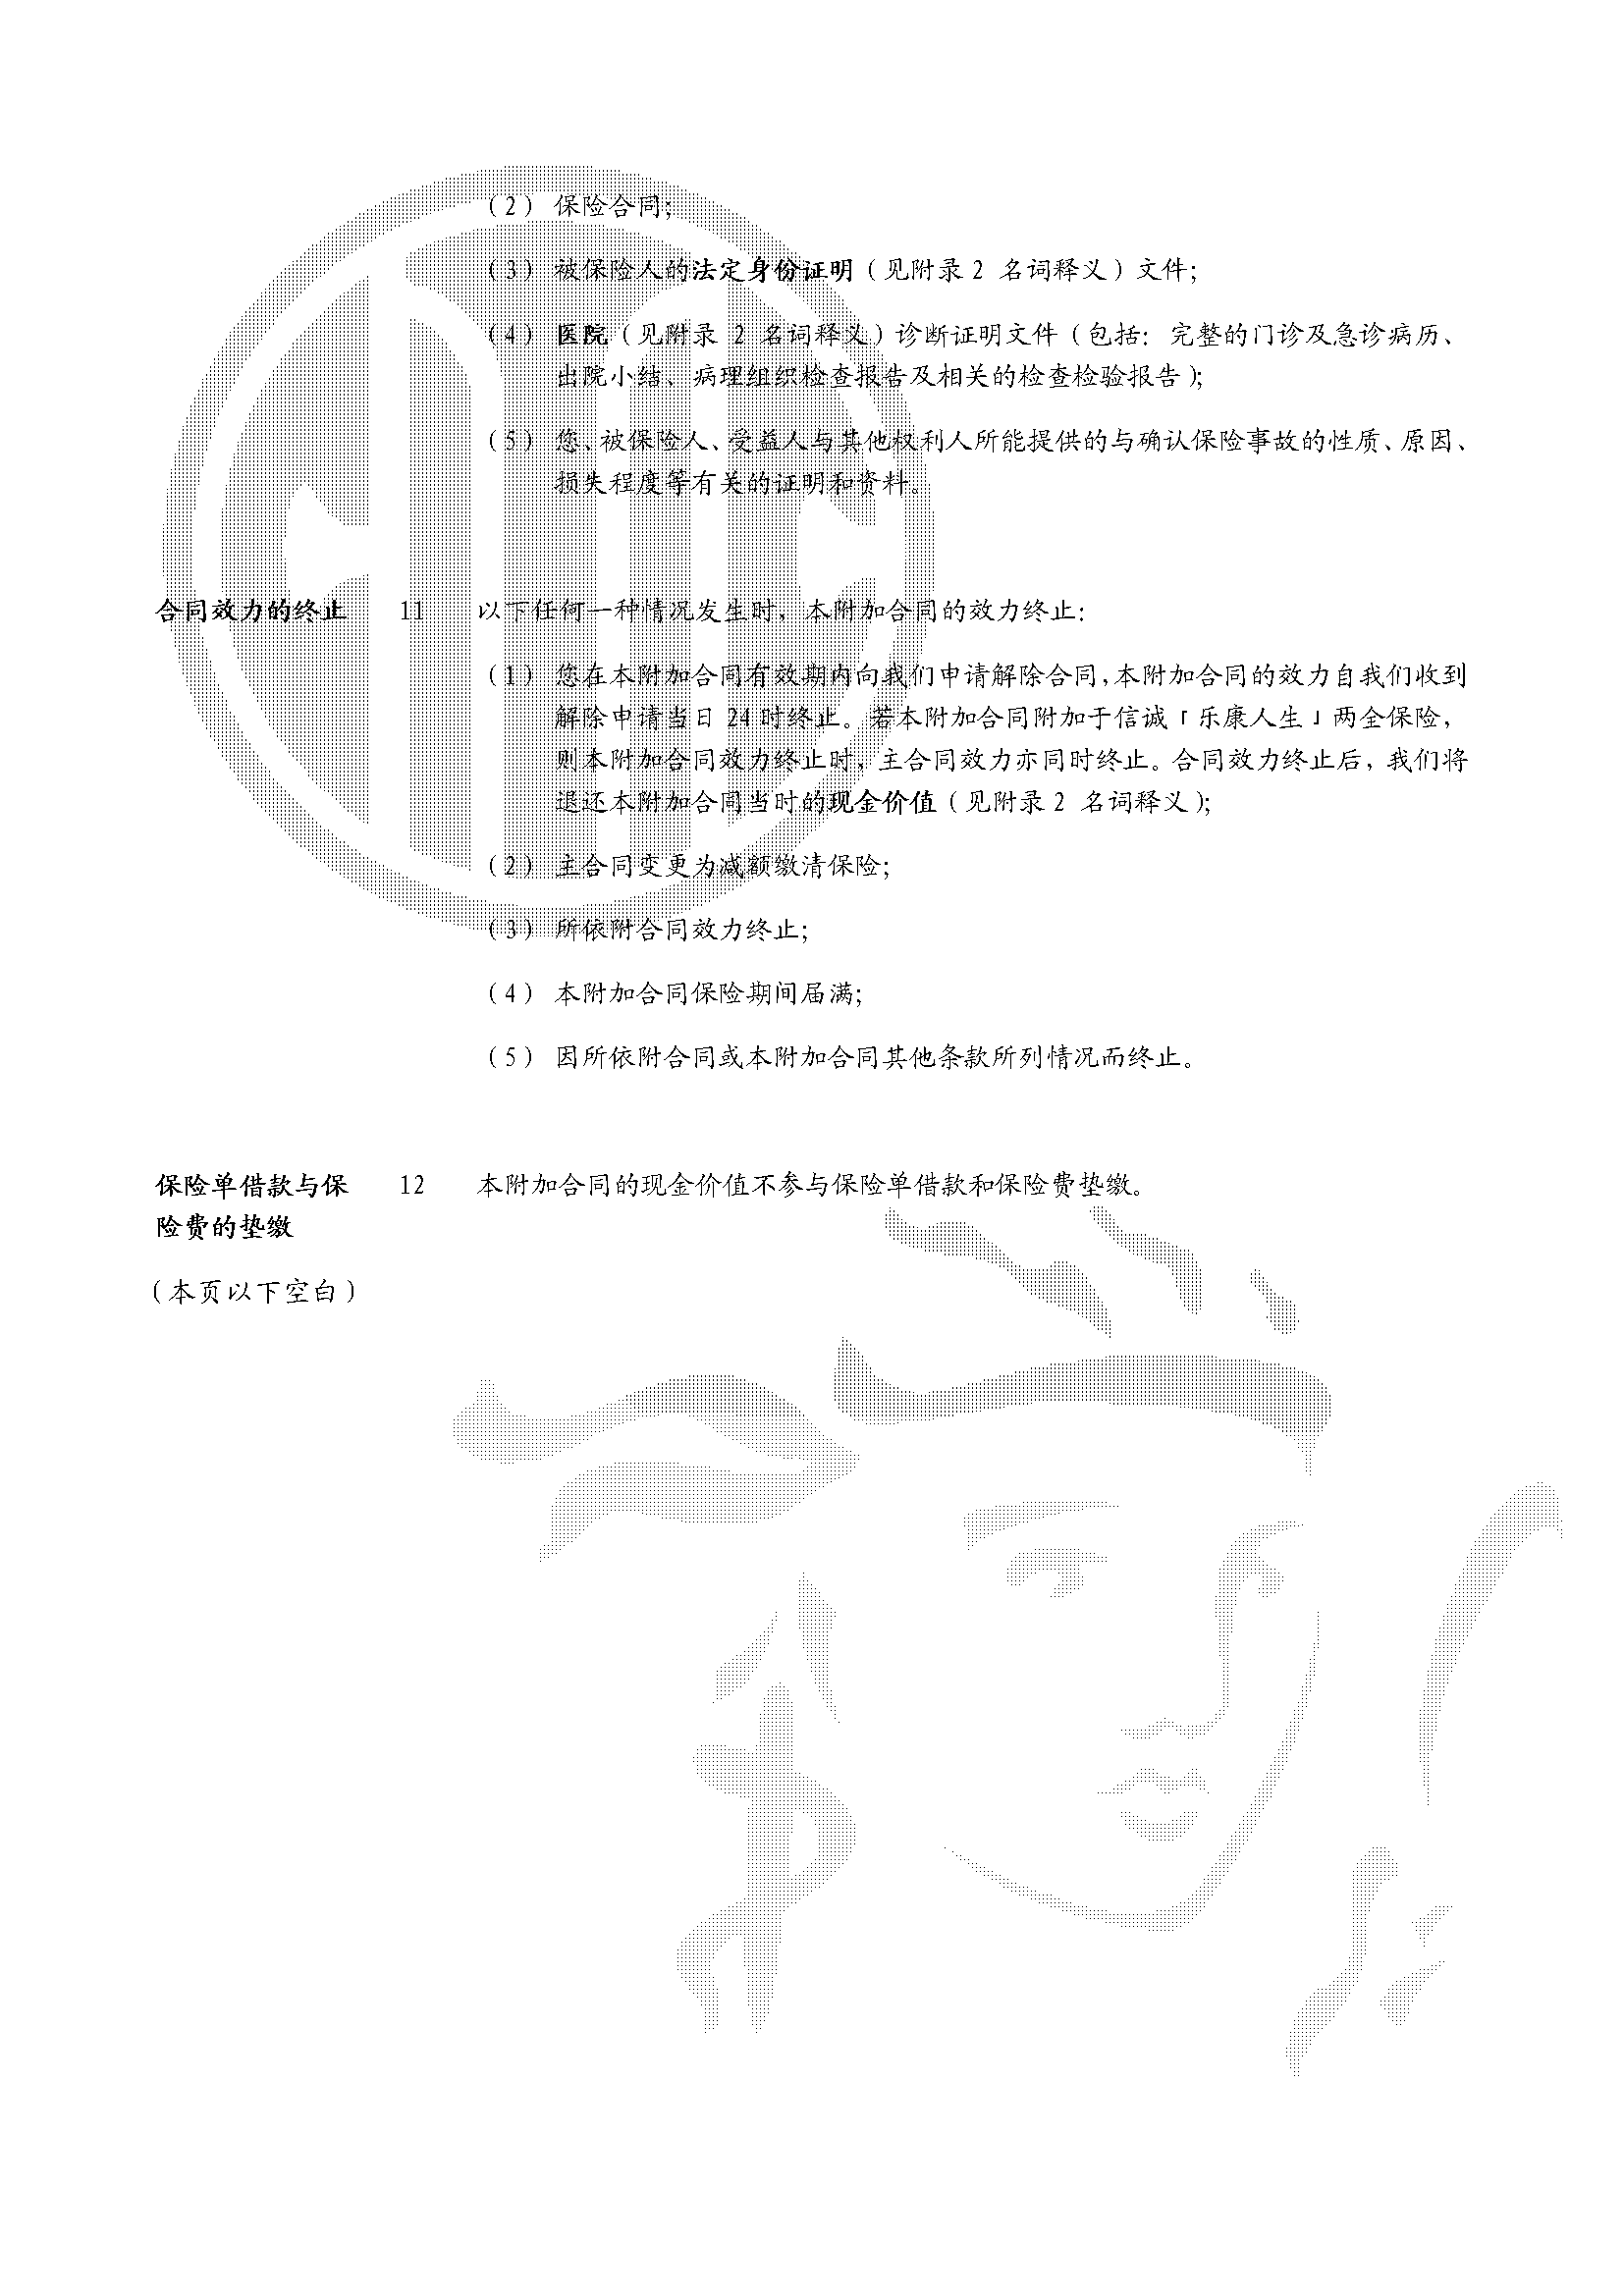 （2） 保险合同；
（3） 被保险人的法定身份证明（见附录 2 名词释义）文件；
（4） 医院（见附录 2 名词释义）诊断证明文件（包括：完整的门诊及急诊病历、
出院小结、病理组织检查报告及相关的检查检验报告）；
（5） 您、被保险人、受益人与其他权利人所能提供的与确认保险事故的性质、原因、
损失程度等有关的证明和资料。
合同效力的终止 11 以下任何一种情况发生时，本附加合同的效力终止：
（1） 您在本附加合同有效期内向我们申请解除合同，本附加合同的效力自我们收到
解除申请当日 24 时终止。若本附加合同附加于信诚「乐康人生」两全保险，
则本附加合同效力终止时，主合同效力亦同时终止。合同效力终止后，我们将
退还本附加合同当时的现金价值（见附录 2 名词释义）；
（2） 主合同变更为减额缴清保险；
（3） 所依附合同效力终止；
（4） 本附加合同保险期间届满；
（5） 因所依附合同或本附加合同其他条款所列情况而终止。
保险单借款与保 12 本附加合同的现金价值不参与保险单借款和保险费垫缴。
险费的垫缴
（本页以下空白）